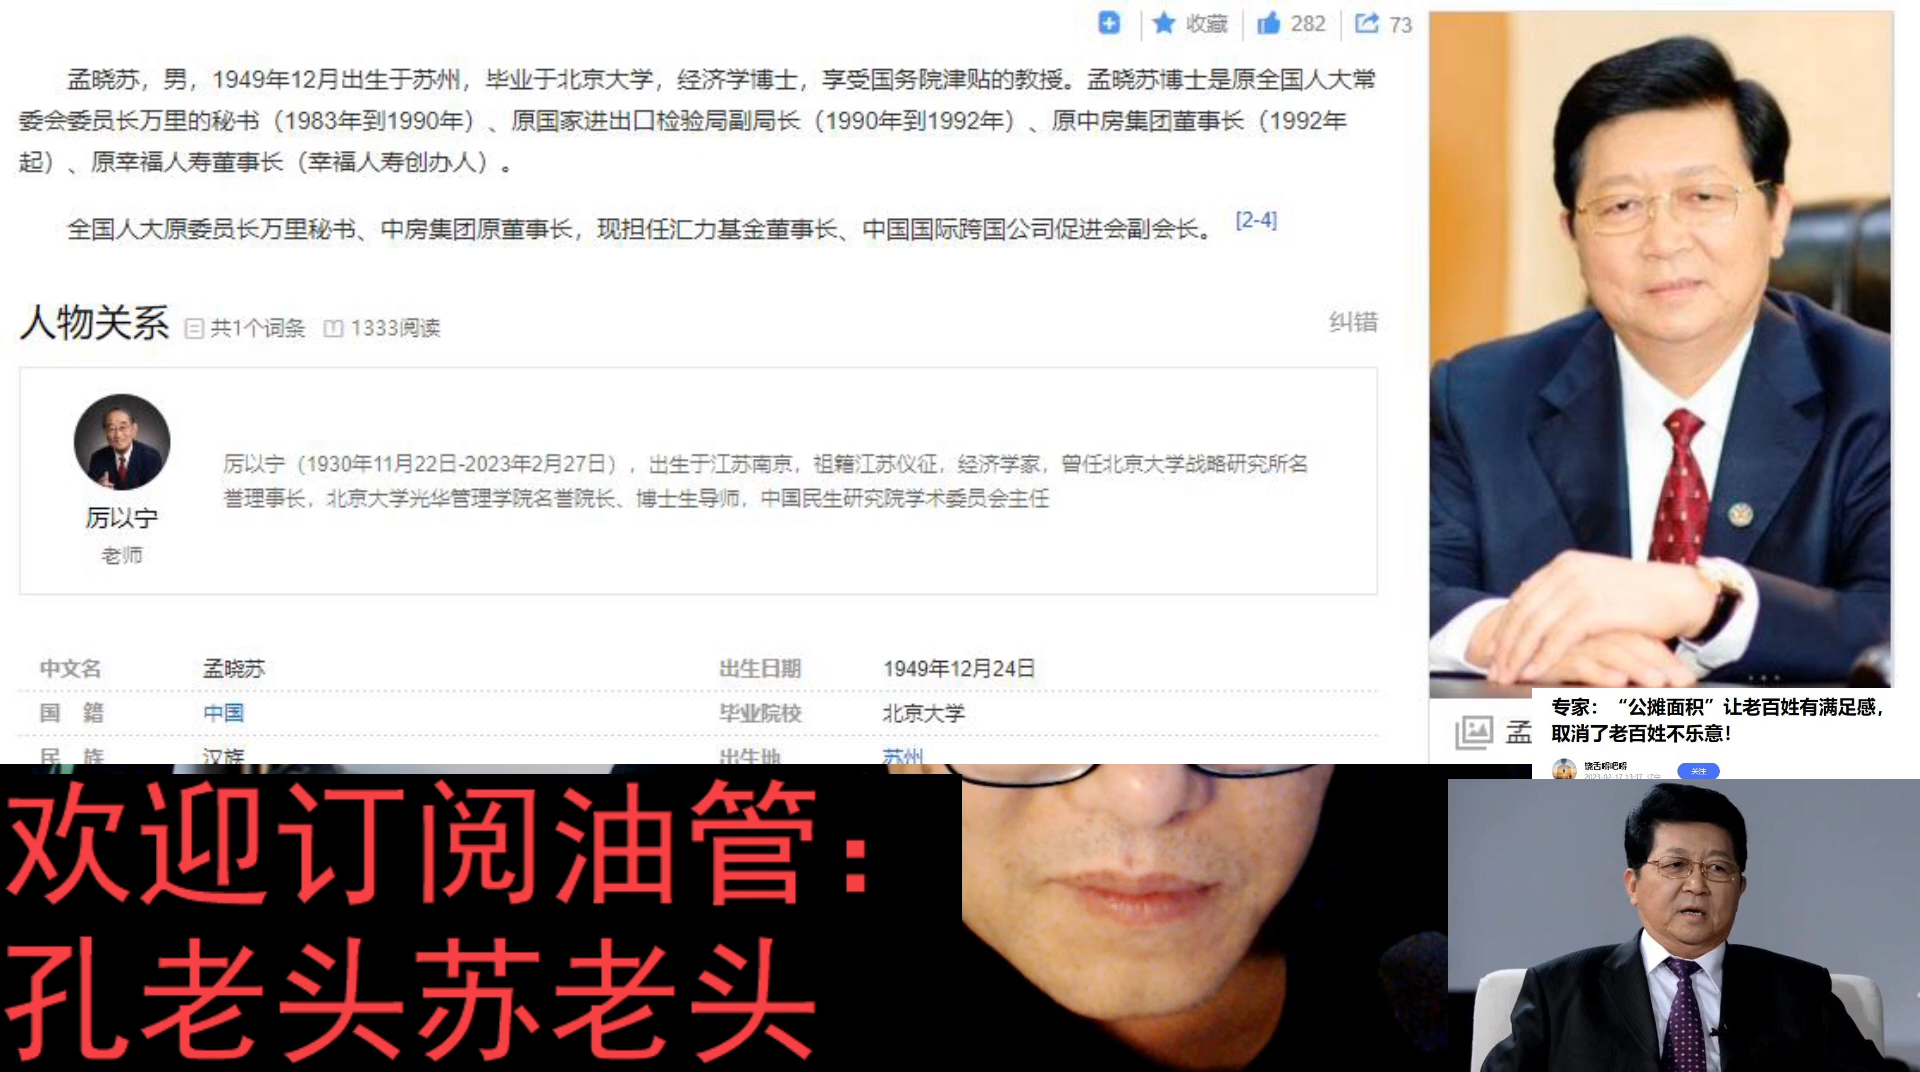 收藏 282 73
孟晓苏，男，1949年12月出生于苏州，毕业于北京大学，经济学博士，享受国务院津贴的教授。孟晓苏博士是原全国人大常
委会委员长万里的秘书（1983年到1990年）、原国家进出口检验局副局长（1990年到1992年）、原中房集团董事长（1992年
起）、原幸福人寿董事长（幸福人寿创办人）。
全国人大原委员长万里秘书、中房集团原董事长，现担任汇力基金董事长、中国国际跨国公司促进会副会长。 [2-4]
人物关系 共1个词条 1333阅读 纠错
厉以宁（1930年11月22日-2023年2月27日），出生于江苏南京，祖籍江苏仪征，经济学家，曾任北京大学战略研究所名
誉理事长，北京大学光华管理学院名誉院长、博士生导师，中国民生研究院学术委员会主任
厉以宁
老师
中文名 孟晓苏 出生日期 1949年12月24日
国籍 中国 毕业院校 北京大学
民族 汉族 出生地 苏州
孟
专家：“公摊面积”让老百姓有满足感，
取消了老百姓不乐意！
关注
欢迎订阅油管：
孔老头苏老头